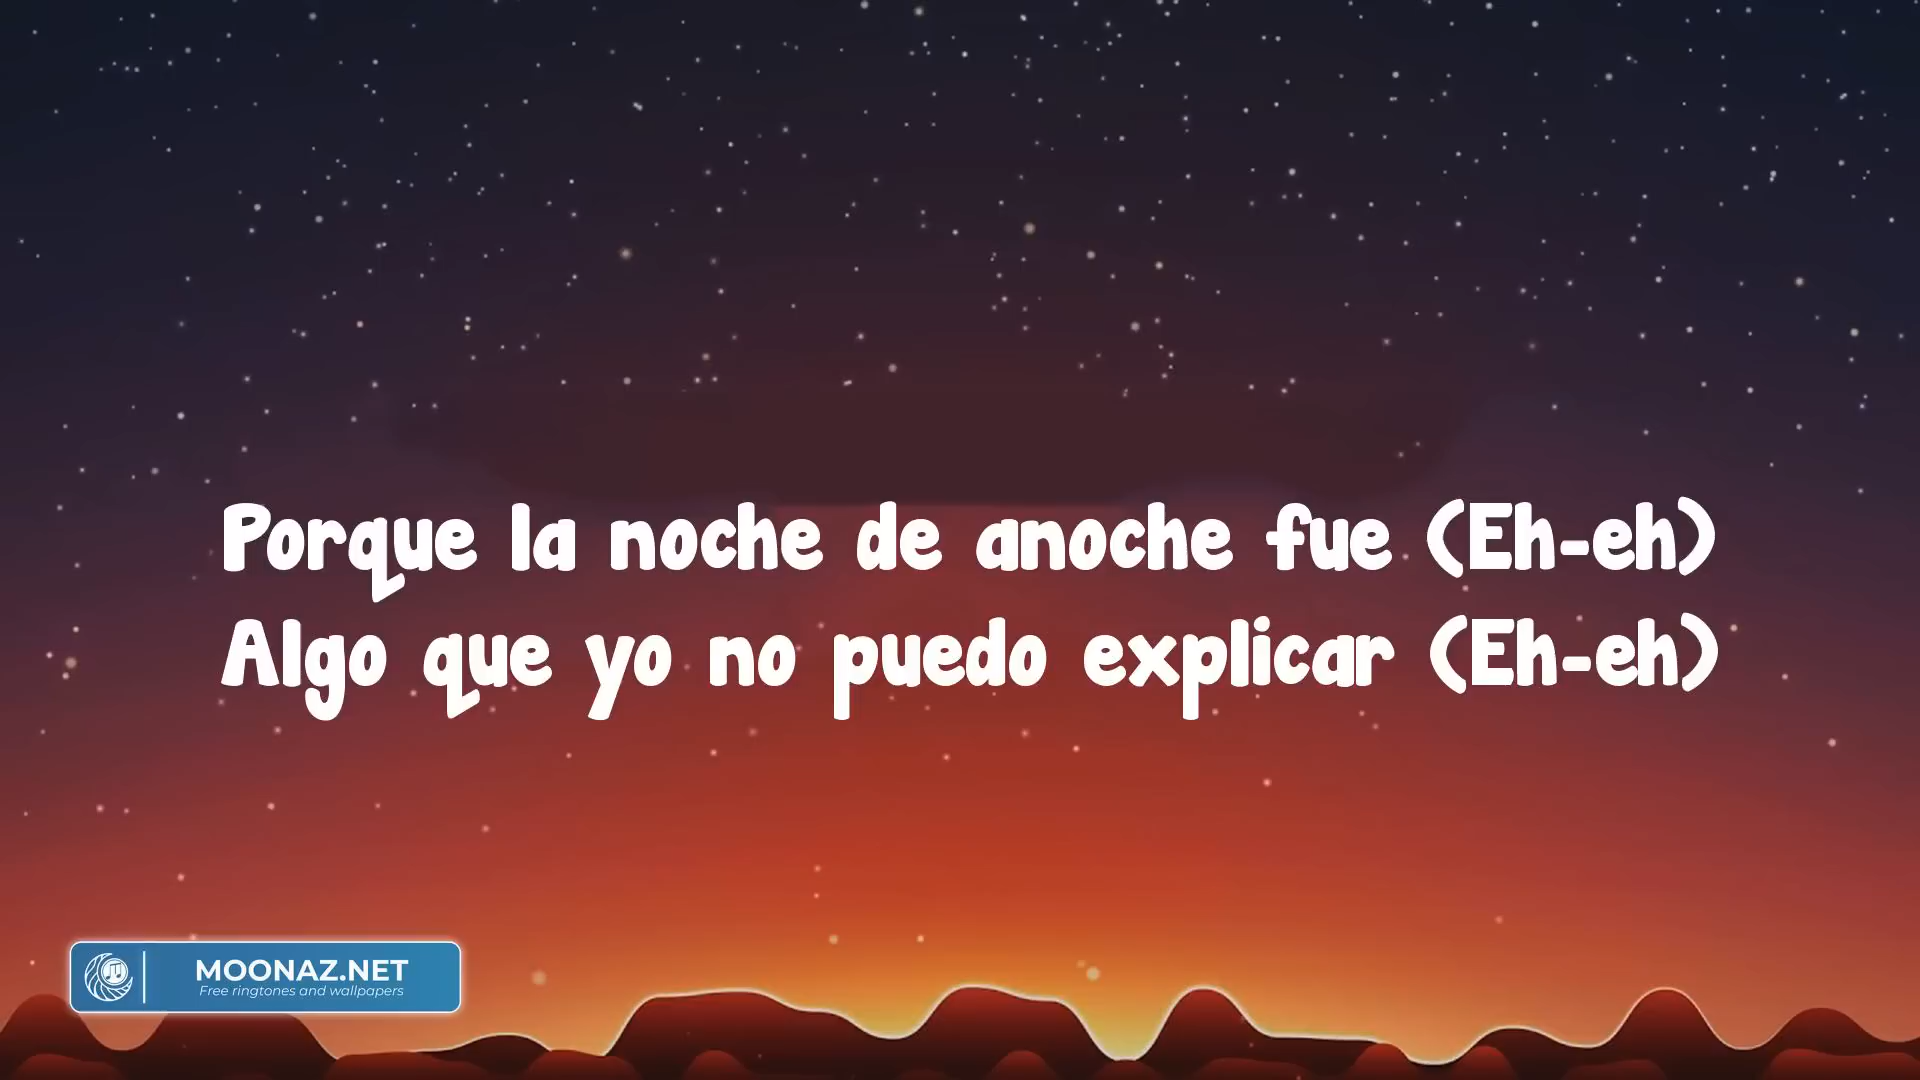 Porque la noche de anoche fue (Eh-eh)
Algo que yo no puedo explicar (Eh-eh)
MOONAZ.NET
Free ringtones and wallpapers